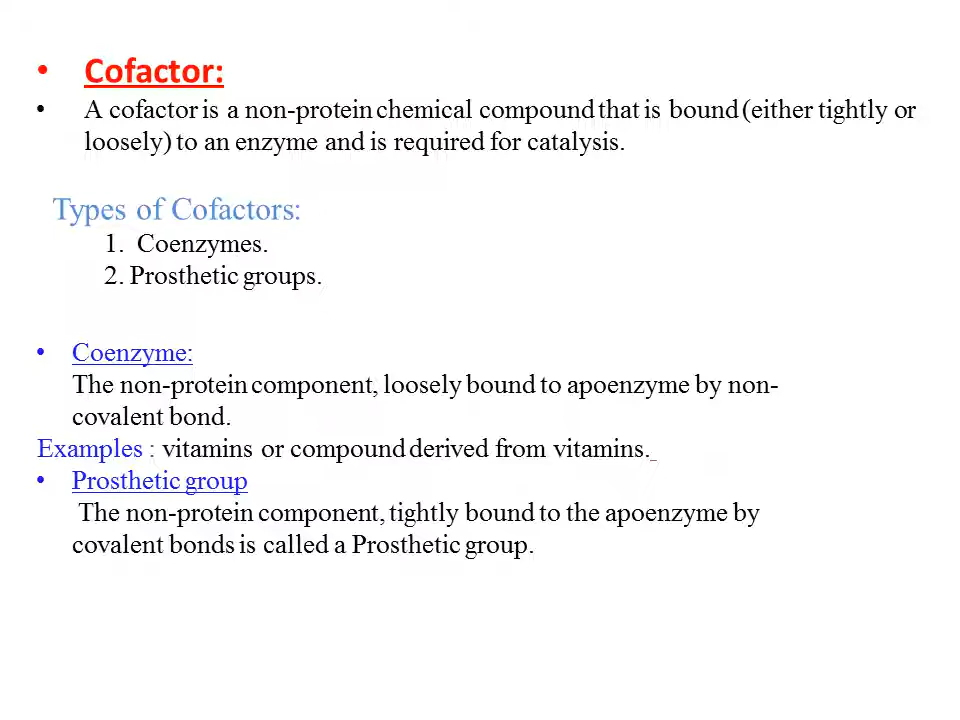 • Cofactor:
• A cofactor is a non-protein chemical compound that is bound (either tightly or
loosely) to an enzyme and is required for catalysis.
Types of Cofactors:
1. Coenzymes.
2. Prosthetic groups.
• Coenzyme:
The non-protein component, loosely bound to apoenzyme by non-
covalent bond.
Examples : vitamins or compound derived from vitamins.
• Prosthetic group
The non-protein component, tightly bound to the apoenzyme by
covalent bonds is called a Prosthetic group.